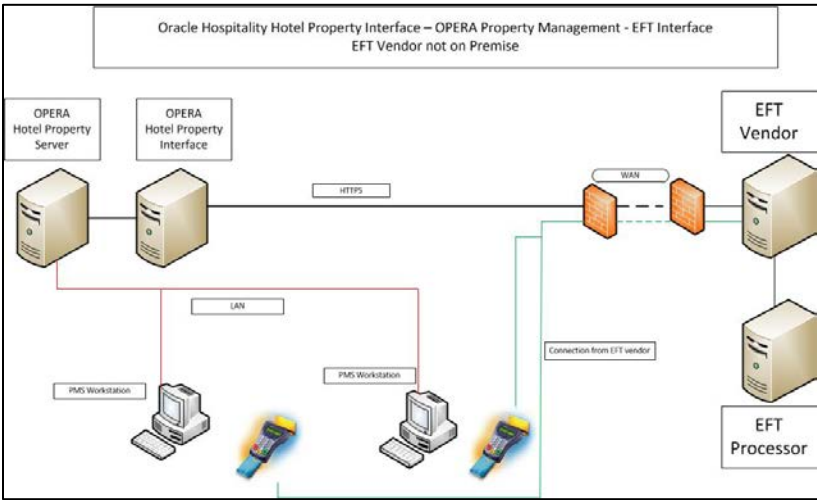 Oracle Hospitality Hotel Property Interface – OPERA Property Management - EFT Interface
EFT Vendor not on Premise
OPERA
Hotel Property
Server
OPERA
Hotel Property
Interface
EFT
Vendor
WAN
HTTPS
LAN
Connection from EFT vendor
PMS Workstation
PMS Workstation
EFT
Processor